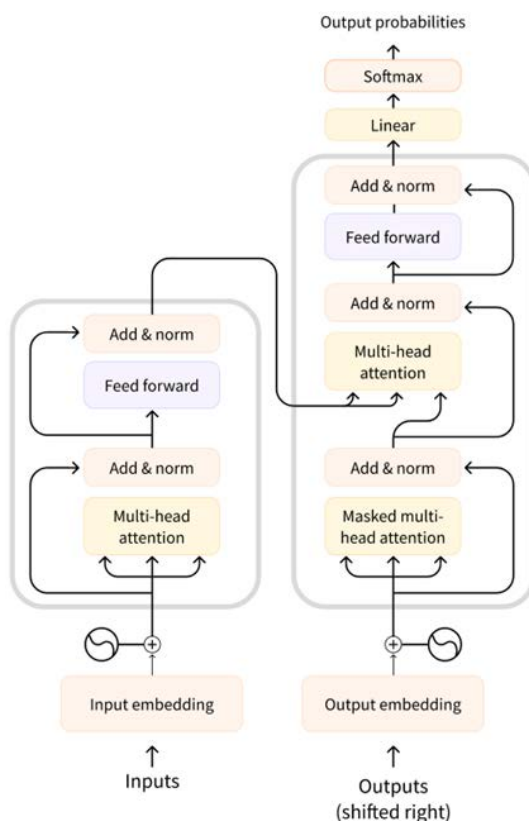 Output probabilities
Softmax
Linear
Add & norm
Feed forward
Add & norm
Multi-head
attention
Add & norm
Masked multi-
head attention
Add & norm
Feed forward
Add & norm
Multi-head
attention
Input embedding
Output embedding
Inputs
Outputs
(shifted right)